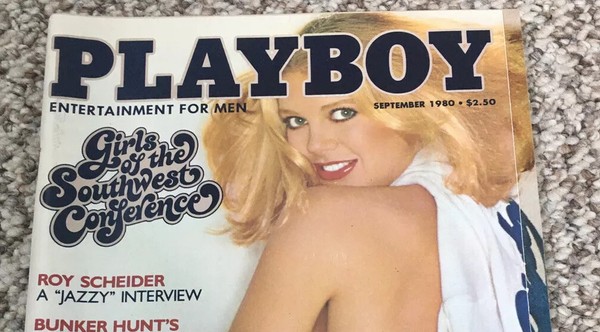 PLAYBOY
ENTERTAINMENT FOR MEN
SEPTEMBER 1980 • $2.50
Girls
of the
Southwest
Conference
ROY SCHEIDER
A "JAZZY" INTERVIEW
BUNKER HUNT'S